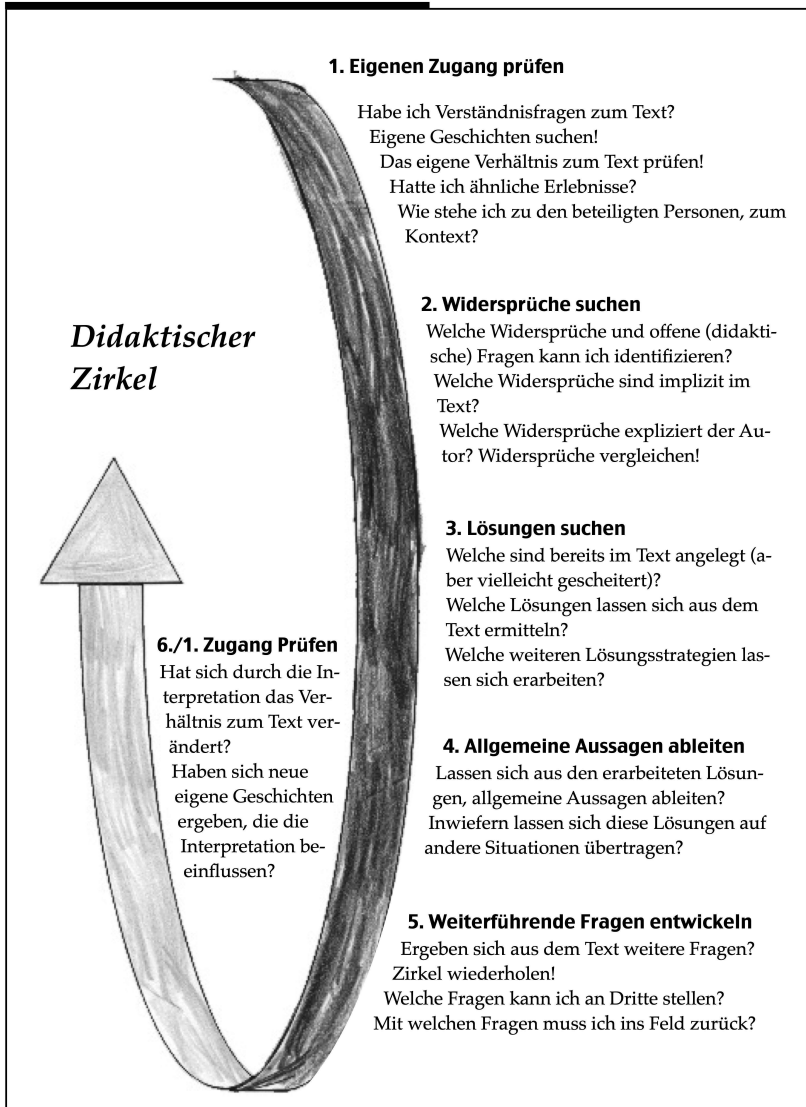 1. Eigenen Zugang prüfen
Habe ich Verständnisfragen zum Text?
Eigene Geschichten suchen!
Das eigene Verhältnis zum Text prüfen!
Hatte ich ähnliche Erlebnisse?
Wie stehe ich zu den beteiligten Personen, zum
Kontext?
Didaktischer
Zirkel
2. Widersprüche suchen
Welche Widersprüche und offene (didakti-
sche) Fragen kann ich identifizieren?
Welche Widersprüche sind implizit im
Text?
Welche Widersprüche expliziert der Au-
tor? Widersprüche vergleichen!
3. Lösungen suchen
Welche sind bereits im Text angelegt (a-
ber vielleicht gescheitert)?
Welche Lösungen lassen sich aus dem
Text ermitteln?
Welche weiteren Lösungsstrategien las-
sen sich erarbeiten?
4. Allgemeine Aussagen ableiten
Lassen sich aus den erarbeiteten Lösun-
gen, allgemeine Aussagen ableiten?
Inwiefern lassen sich diese Lösungen auf
andere Situationen übertragen?
5. Weiterführende Fragen entwickeln
Ergeben sich aus dem Text weitere Fragen?
Zirkel wiederholen!
Welche Fragen kann ich an Dritte stellen?
Mit welchen Fragen muss ich ins Feld zurück?
6./1. Zugang Prüfen
Hat sich durch die In-
terpretation das Ver-
hältnis zum Text ver-
ändert?
Haben sich neue
eigene Geschichten
ergeben, die die
Interpretation be-
einflussen?